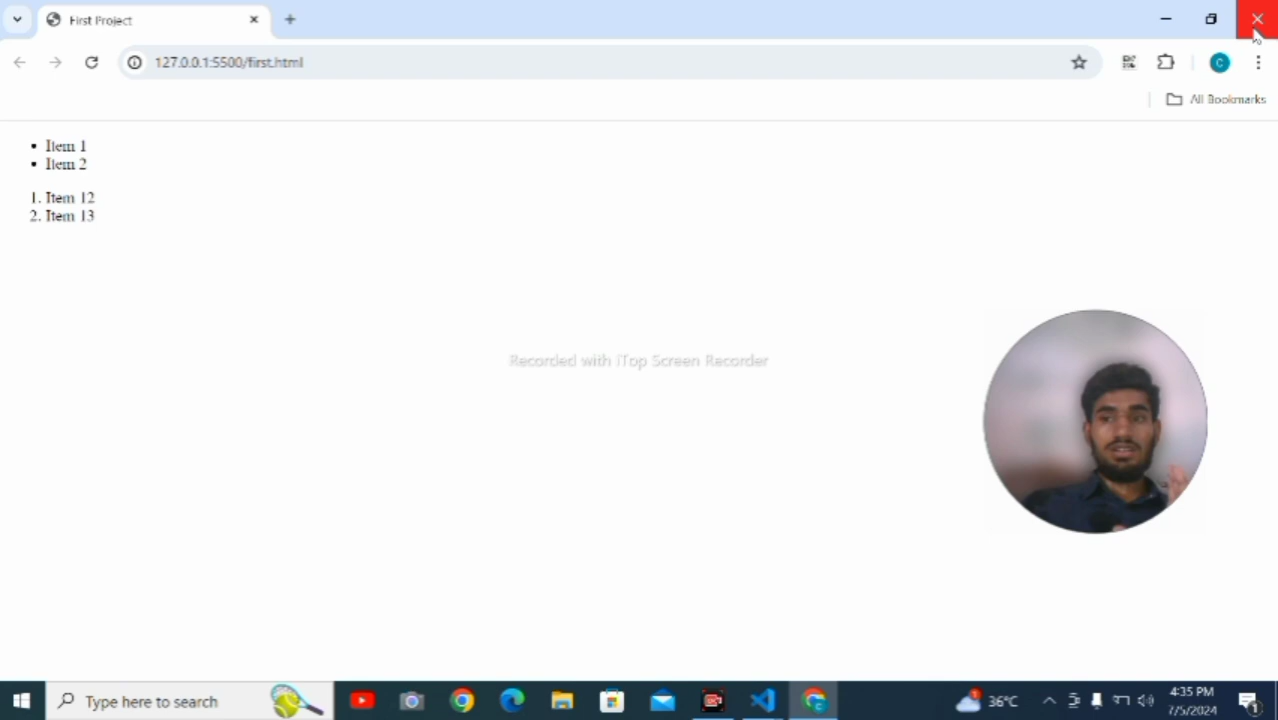 First Project
127.0.0.1:5500/first.html
C
All Bookmarks
• Item 1
• Item 2
1. Item 12
2. Item 13
Recorded with iTop Screen Recorder
Type here to search
36°C
4:35 PM
7/5/2024
1